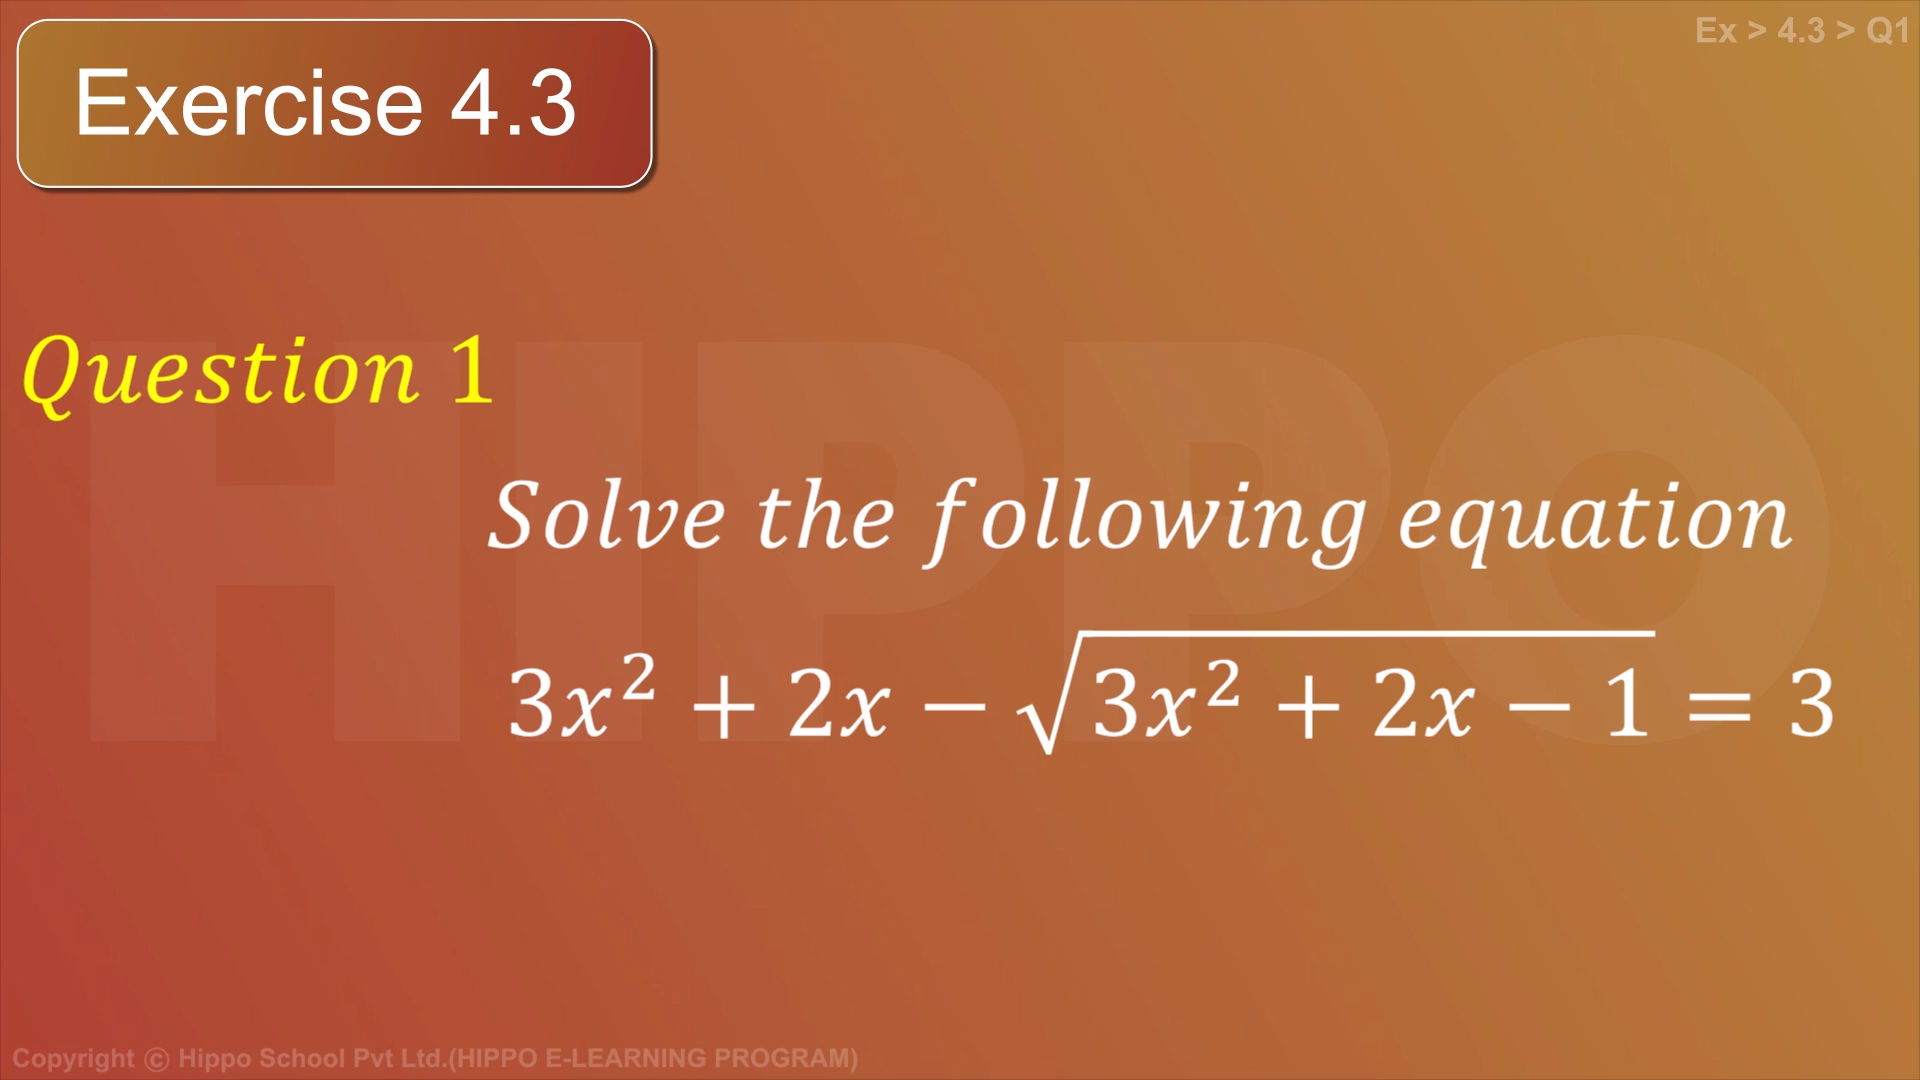 Ex > 4.3 > Q1
Exercise 4.3
Question 1
HIPPO
Solve the following equation
3x² + 2x − √(3x² + 2x − 1) = 3
Copyright © Hippo School Pvt Ltd.(HIPPO E-LEARNING PROGRAM)